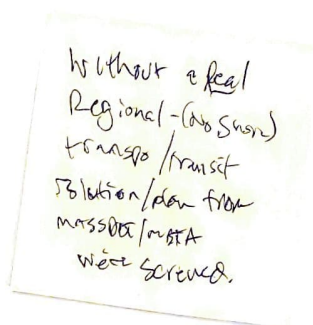 Without a Real
Regional - (No Snow)
transpo/transit
solution/plan from
MASSDOT/MBTA
we're screwed.